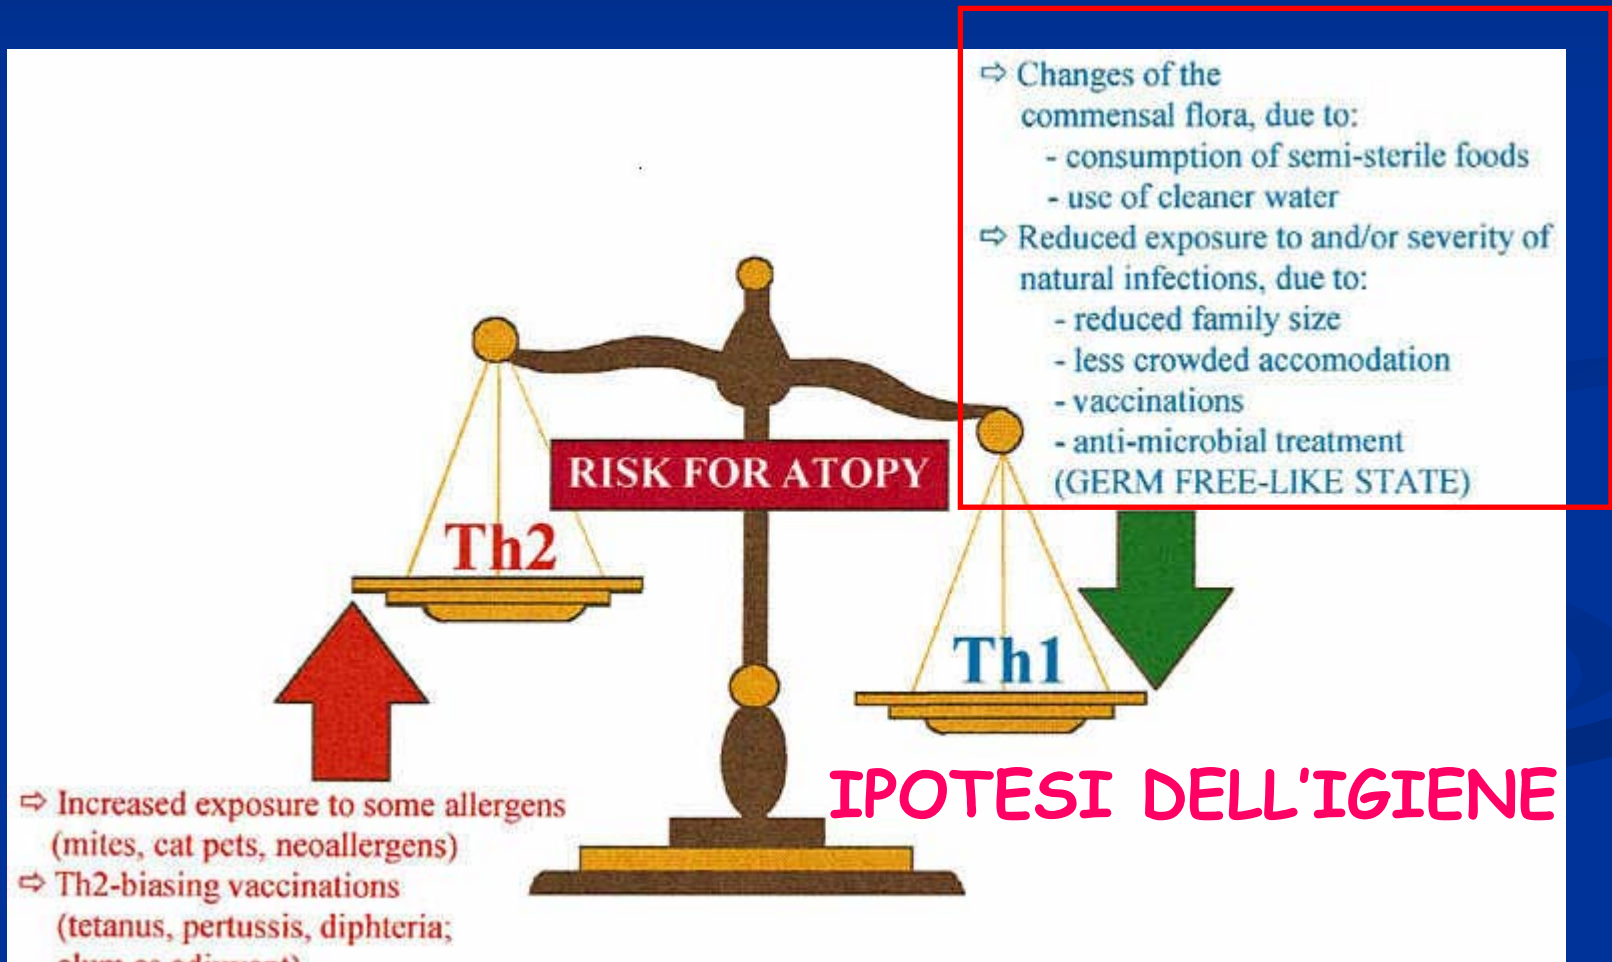 ⇨ Changes of the
commensal flora, due to:
- consumption of semi-sterile foods
- use of cleaner water
⇨ Reduced exposure to and/or severity of
natural infections, due to:
- reduced family size
- less crowded accomodation
- vaccinations
- anti-microbial treatment
(GERM FREE-LIKE STATE)
RISK FOR ATOPY
Th2
Th1
IPOTESI DELL'IGIENE
⇨ Increased exposure to some allergens
(mites, cat pets, neoallergens)
⇨ Th2-biasing vaccinations
(tetanus, pertussis, diphteria;